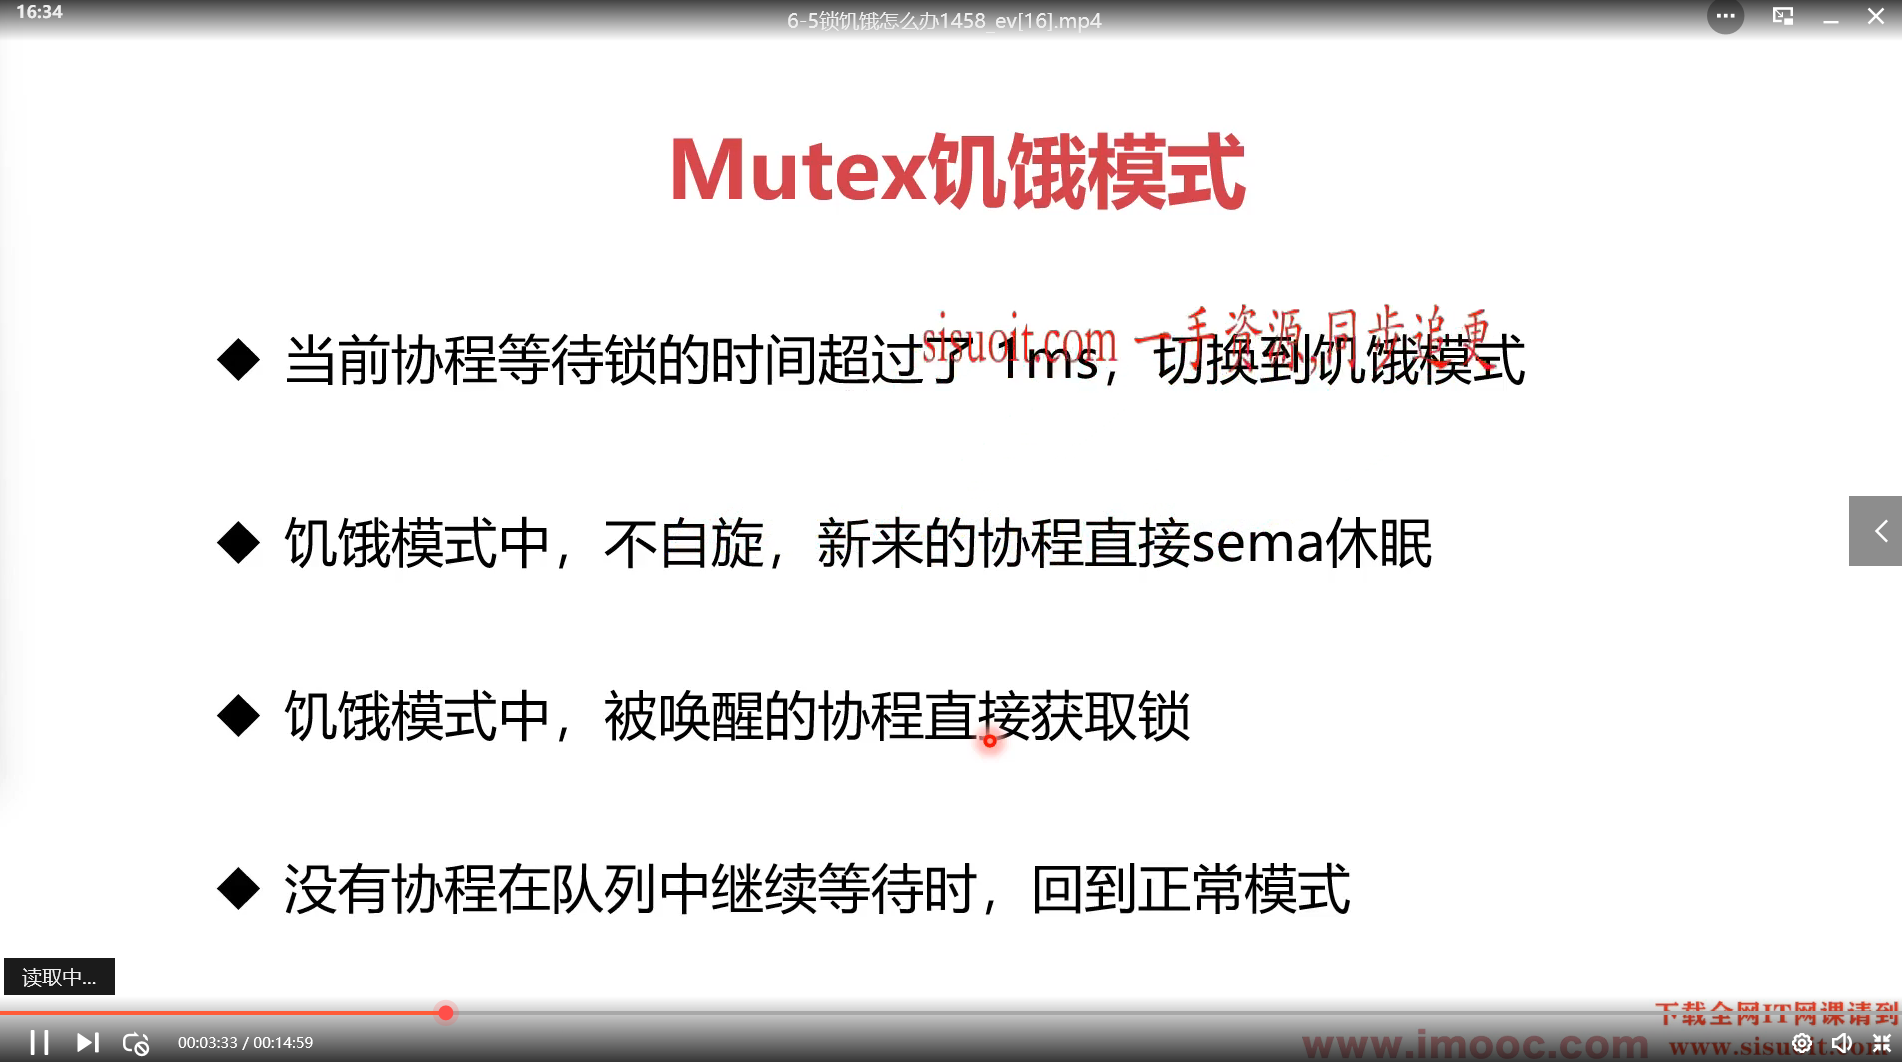 16:34
6-5锁饥饿怎么办1458_ev[16].mp4
Mutex饥饿模式
sisuoit.com 一手资源,同步追更
当前协程等待锁的时间超过了 1ms，切换到饥饿模式
饥饿模式中，不自旋，新来的协程直接sema休眠
饥饿模式中，被唤醒的协程直接获取锁
没有协程在队列中继续等待时，回到正常模式
读取中...
下载全网IT网课请到
00:03:33 / 00:14:59
www.imooc.com
www.sisuoit.com